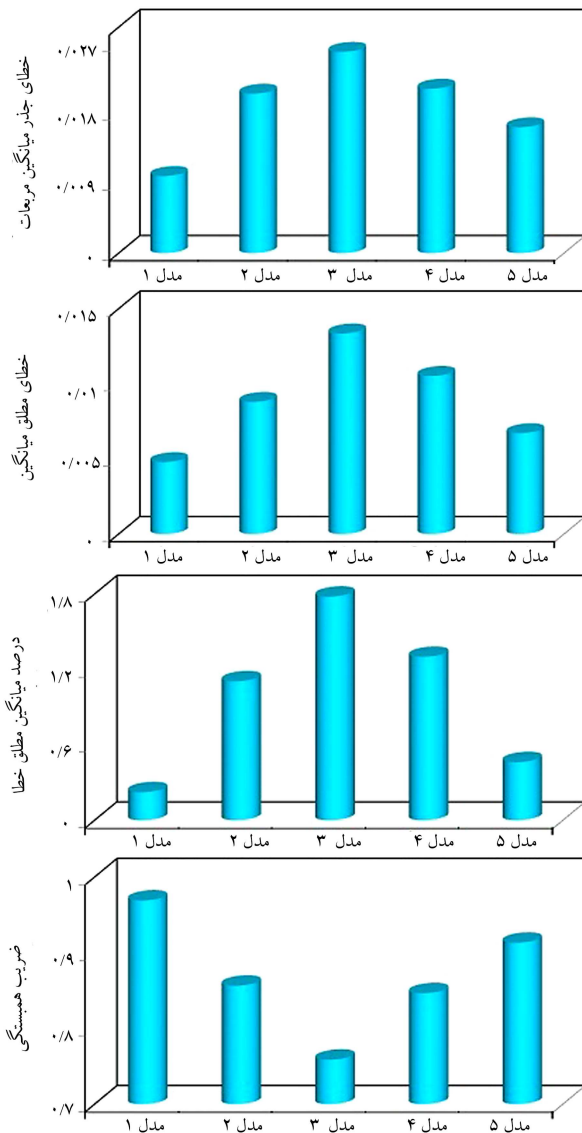 خطای جذر میانگین مربعات
۰/۰۲۷
۰/۰۱۸
۰/۰۰۹
۰
مدل ۱ مدل ۲ مدل ۳ مدل ۴ مدل ۵
خطای مطلق میانگین
۰/۰۱۵
۰/۰۱
۰/۰۰۵
۰
مدل ۱ مدل ۲ مدل ۳ مدل ۴ مدل ۵
درصد میانگین مطلق خطا
۱/۸
۱/۲
۰/۶
۰
مدل ۱ مدل ۲ مدل ۳ مدل ۴ مدل ۵
ضریب همبستگی
۱
۰/۹
۰/۸
۰/۷
مدل ۱ مدل ۲ مدل ۳ مدل ۴ مدل ۵